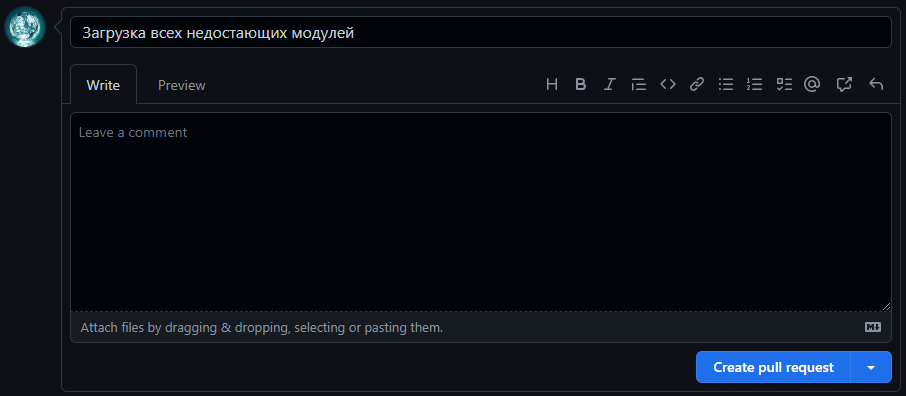 Загрузка всех недостающих модулей
Write Preview
Leave a comment
Attach files by dragging & dropping, selecting or pasting them.
Create pull request